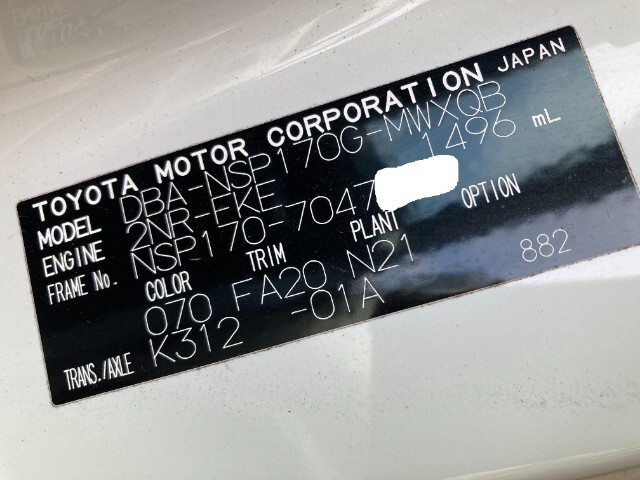 TOYOTA MOTOR CORPORATION JAPAN
MODEL DBA-NSP170G-MWXQB
ENGINE 2NR-FKE 1496 mL
FRAME No. NSP170-7047
COLOR TRIM PLANT OPTION
070 FA20 N21 882
TRANS./AXLE K312 -01A